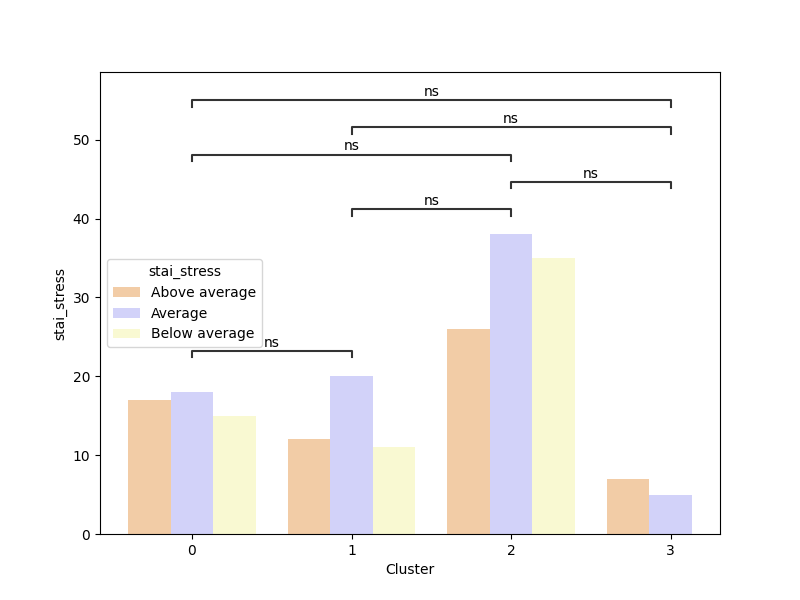 ns
ns
ns
ns
ns
ns
stai_stress
Above average
Average
Below average
stai_stress
50
40
30
20
10
0
0 1 2 3
Cluster